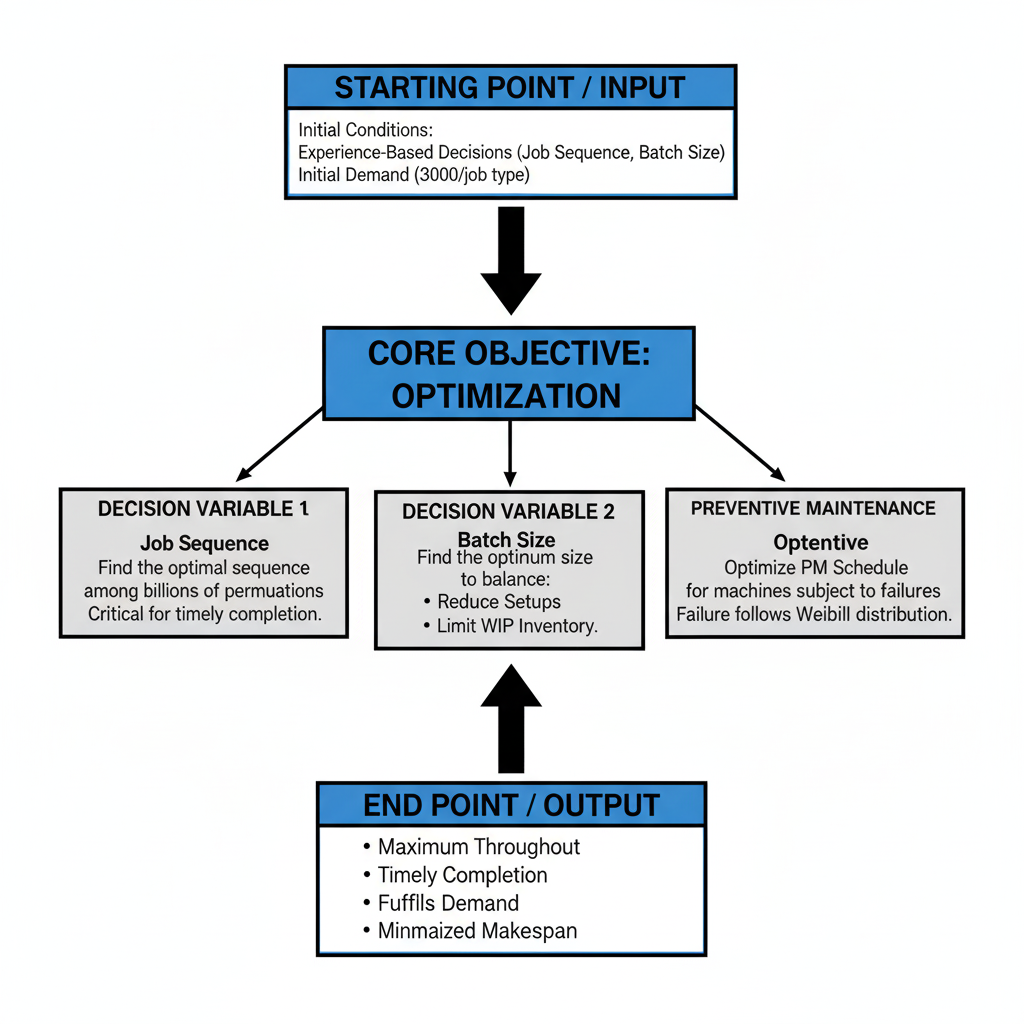 STARTING POINT / INPUT
Initial Conditions:
Experience-Based Decisions (Job Sequence, Batch Size)
Initial Demand (3000/job type)
CORE OBJECTIVE:
OPTIMIZATION
DECISION VARIABLE 1.
Job Sequence
Find the optimal sequence
among billions of permuations
Critical for timely completion.
DECISION VARIABLE 2
Batch Size
Find the optinum size
to balance:
• Reduce Setups
• Limit WIP Inventory.
PREVENTIVE MAINTENANCE
Optentive
Optimize PM Schedule
for machines subject to failures
Failure follows Weibill distribution.
END POINT / OUTPUT
• Maximum Throughout
• Timely Completion
• Fufflls Demand
• Minmaized Makespan